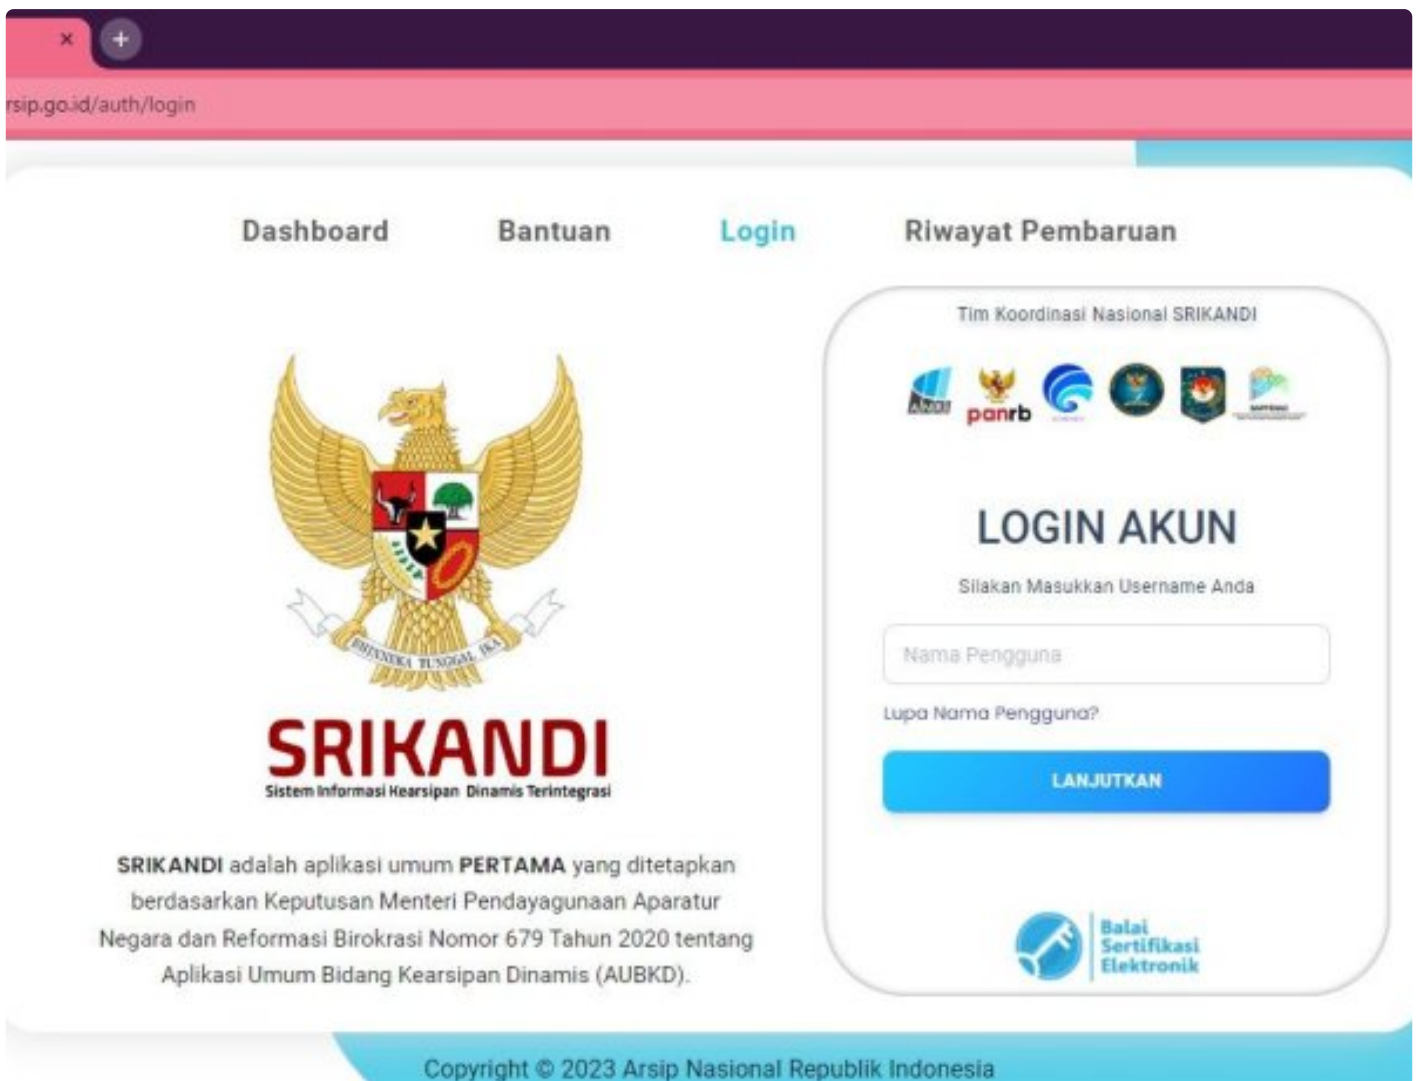 rsip.go.id/auth/login
Dashboard Bantuan Login Riwayat Pembaruan
BHINNEKA TUNGGAL IKA
SRIKANDI
Sistem Informasi Kearsipan Dinamis Terintegrasi
SRIKANDI adalah aplikasi umum PERTAMA yang ditetapkan
berdasarkan Keputusan Menteri Pendayagunaan Aparatur
Negara dan Reformasi Birokrasi Nomor 679 Tahun 2020 tentang
Aplikasi Umum Bidang Kearsipan Dinamis (AUBKD).
Tim Koordinasi Nasional SRIKANDI
panrb
LOGIN AKUN
Silakan Masukkan Username Anda
Nama Pengguna
Lupa Nama Pengguna?
LANJUTKAN
Balai
Sertifikasi
Elektronik
Copyright © 2023 Arsip Nasional Republik Indonesia